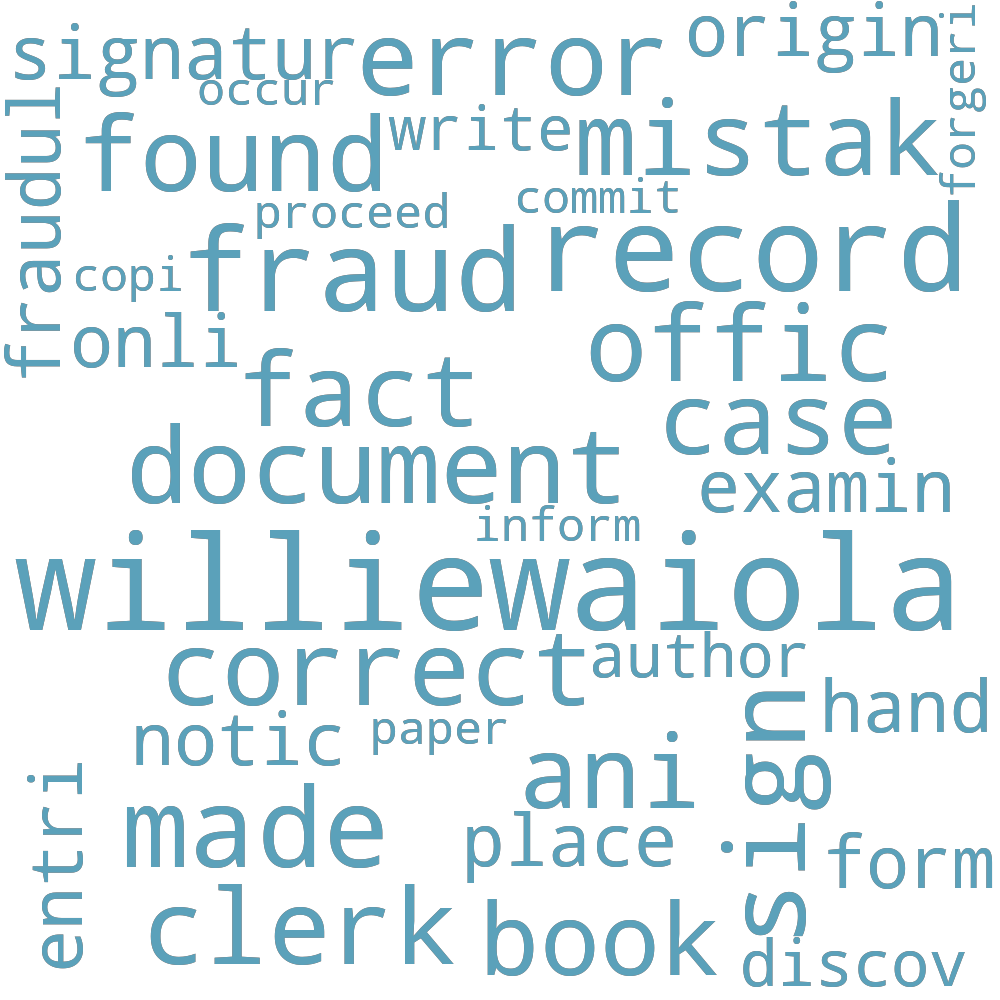 signatur error origin
forgeri
occur
fraudul
found write mistak
proceed commit
copi fraud record
onli offic
fact case
document examin
inform
williewaiola
correct author
sign hand
notic paper
entri
ani
made place form
clerk book discov